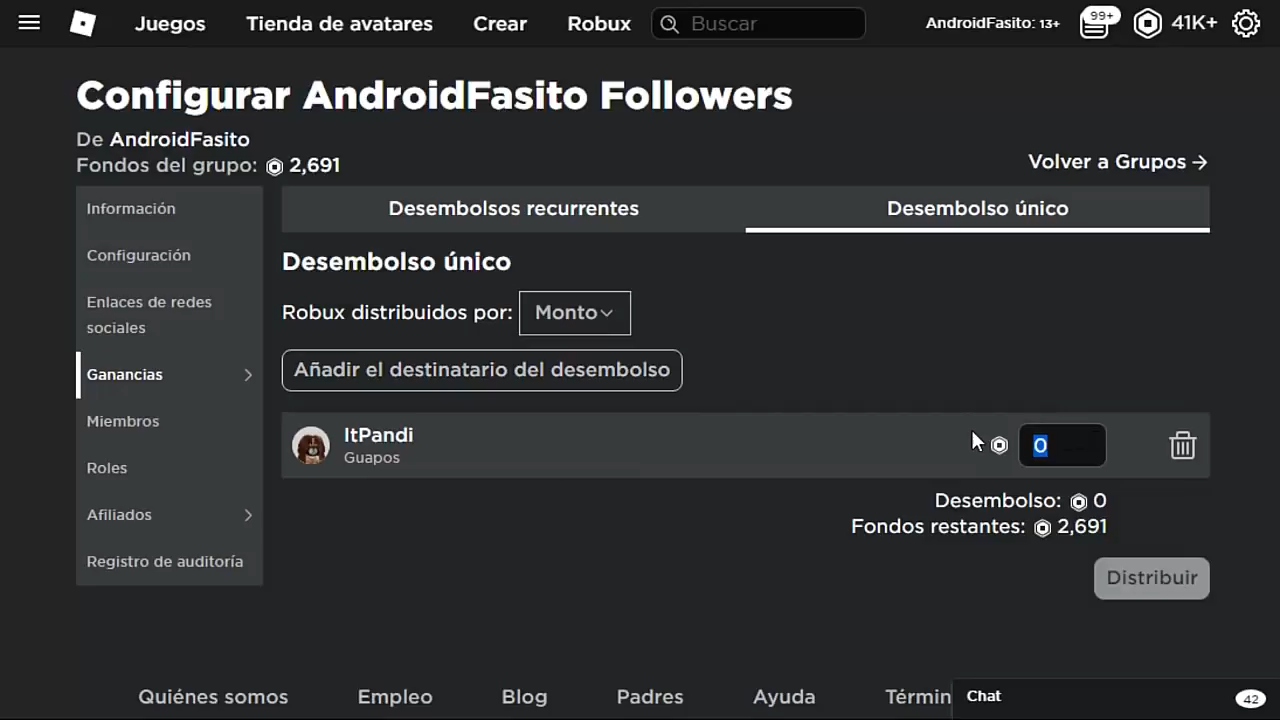 Juegos Tienda de avatares Crear Robux Buscar AndroidFasito: 13+ 99+ 41K+
Configurar AndroidFasito Followers
De AndroidFasito
Fondos del grupo: 2,691
Volver a Grupos →
Información
Configuración
Enlaces de redes
sociales
Ganancias
Miembros
Roles
Afiliados
Registro de auditoría
Desembolsos recurrentes Desembolso único
Desembolso único
Robux distribuidos por: Monto
Añadir el destinatario del desembolso
ItPandi
Guapos
0
Desembolso: 0
Fondos restantes: 2,691
Distribuir
Quiénes somos Empleo Blog Padres Ayuda Términ
Chat 42